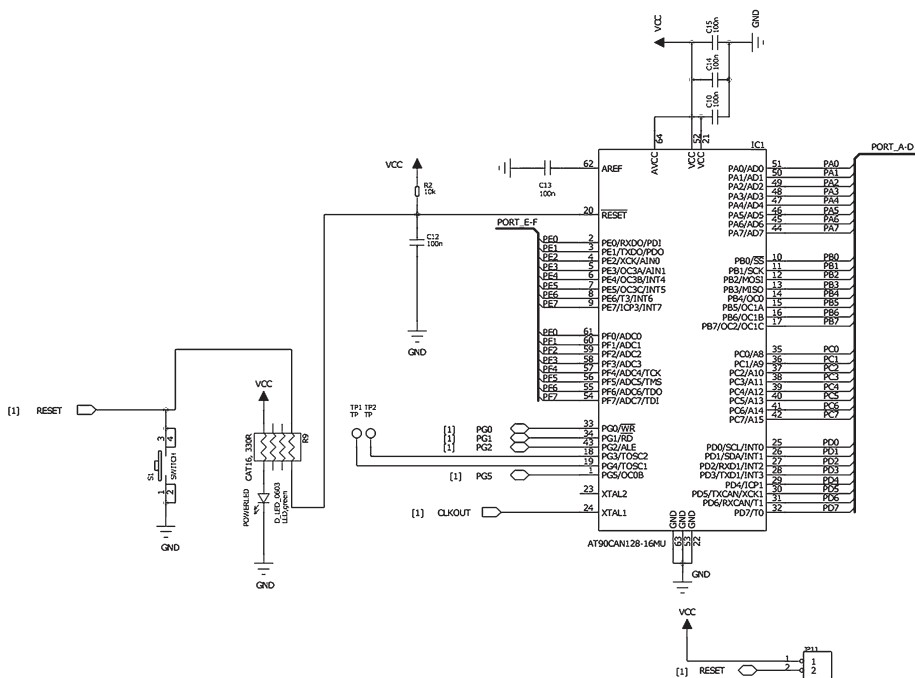 VCC
C15
100n
GND
C14
100n
C10
100n
64
52
21
IC1
AVCC
VCC
VCC
PORT_A-D
VCC
R2
10k
C13
100n
62 AREF
20 RESET
C12
100n
GND
PORT_E-F
PE0 2 PE0/RXD0/PDI
PE1 3 PE1/TXD0/PDO
PE2 4 PE2/XCK/AIN0
PE3 5 PE3/OC3A/AIN1
PE4 6 PE4/OC3B/INT4
PE5 7 PE5/OC3C/INT5
PE6 8 PE6/T3/INT6
PE7 9 PE7/ICP3/INT7
PF0 61 PF0/ADC0
PF1 60 PF1/ADC1
PF2 59 PF2/ADC2
PF3 58 PF3/ADC3
PF4 57 PF4/ADC4/TCK
PF5 56 PF5/ADC5/TMS
PF6 55 PF6/ADC6/TDO
PF7 54 PF7/ADC7/TDI
[1] PG0 33 PG0/WR
[1] PG1 34 PG1/RD
[1] PG2 43 PG2/ALE
18 PG3/TOSC2
19 PG4/TOSC1
[1] PG5 1 PG5/OC0B
23 XTAL2
[1] CLKOUT 24 XTAL1
PA0/AD0 51 PA0
PA1/AD1 50 PA1
PA2/AD2 49 PA2
PA3/AD3 48 PA3
PA4/AD4 47 PA4
PA5/AD5 46 PA5
PA6/AD6 45 PA6
PA7/AD7 44 PA7
PB0/SS 10 PB0
PB1/SCK 11 PB1
PB2/MOSI 12 PB2
PB3/MISO 13 PB3
PB4/OC0 14 PB4
PB5/OC1A 15 PB5
PB6/OC1B 16 PB6
PB7/OC2/OC1C 17 PB7
PC0/A8 35 PC0
PC1/A9 36 PC1
PC2/A10 37 PC2
PC3/A11 38 PC3
PC4/A12 39 PC4
PC5/A13 40 PC5
PC6/A14 41 PC6
PC7/A15 42 PC7
PD0/SCL/INT0 25 PD0
PD1/SDA/INT1 26 PD1
PD2/RXD1/INT2 27 PD2
PD3/TXD1/INT3 28 PD3
PD4/ICP1 29 PD4
PD5/TXCAN/XCK1 30 PD5
PD6/RXCAN/T1 31 PD6
PD7/T0 32 PD7
GND
GND
GND
AT90CAN128-16MU
63
53
22
GND
TP1 TP2
TP TP
[1] RESET
3 4
S1
SWITCH
1 2
GND
VCC
CAT16, 330R
R9
POWERLED
D_LED_0603
LED,green
GND
VCC
JP11
1 1
[1] RESET 2 2